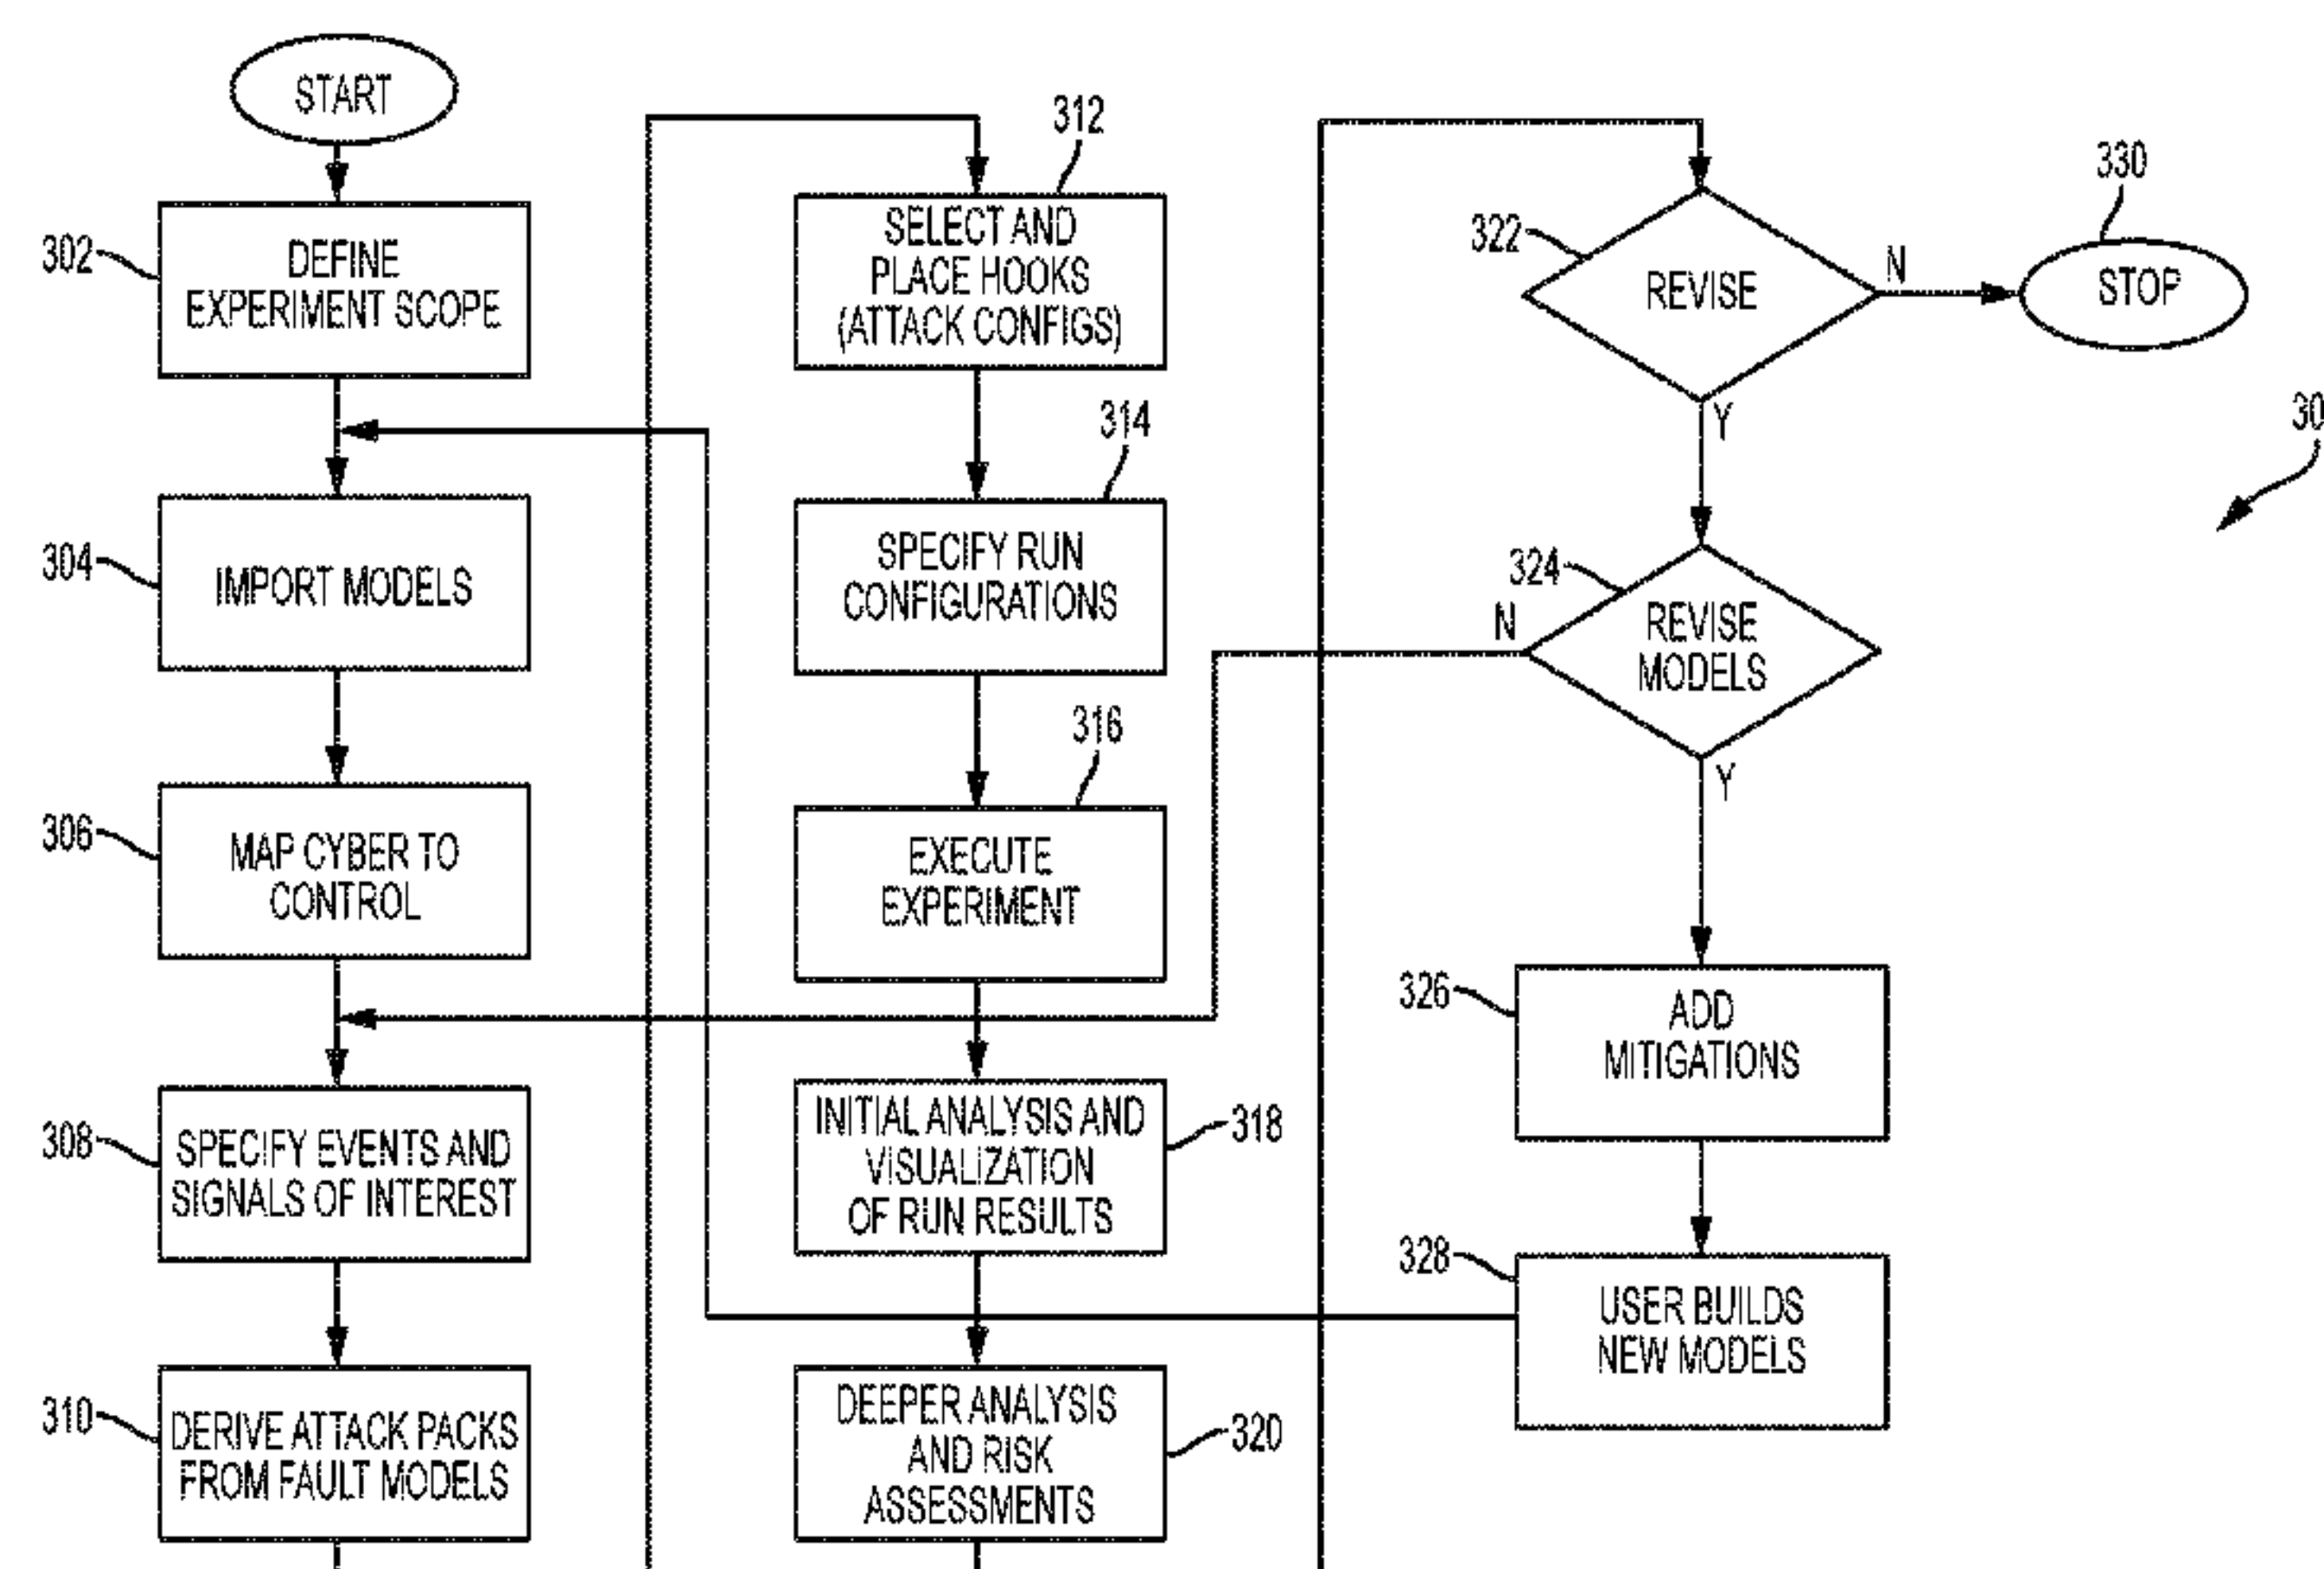 START
302
DEFINE
EXPERIMENT SCOPE
304
IMPORT MODELS
306
MAP CYBER TO
CONTROL
308
SPECIFY EVENTS AND
SIGNALS OF INTEREST
310
DERIVE ATTACK PACKS
FROM FAULT MODELS
312
SELECT AND
PLACE HOOKS
(ATTACK CONFIGS)
314
SPECIFY RUN
CONFIGURATIONS
316
EXECUTE
EXPERIMENT
318
INITIAL ANALYSIS AND
VISUALIZATION
OF RUN RESULTS
320
DEEPER ANALYSIS
AND RISK
ASSESSMENTS
322
REVISE
N
Y
330
STOP
30
324
REVISE
MODELS
N
Y
326
ADD
MITIGATIONS
328
USER BUILDS
NEW MODELS